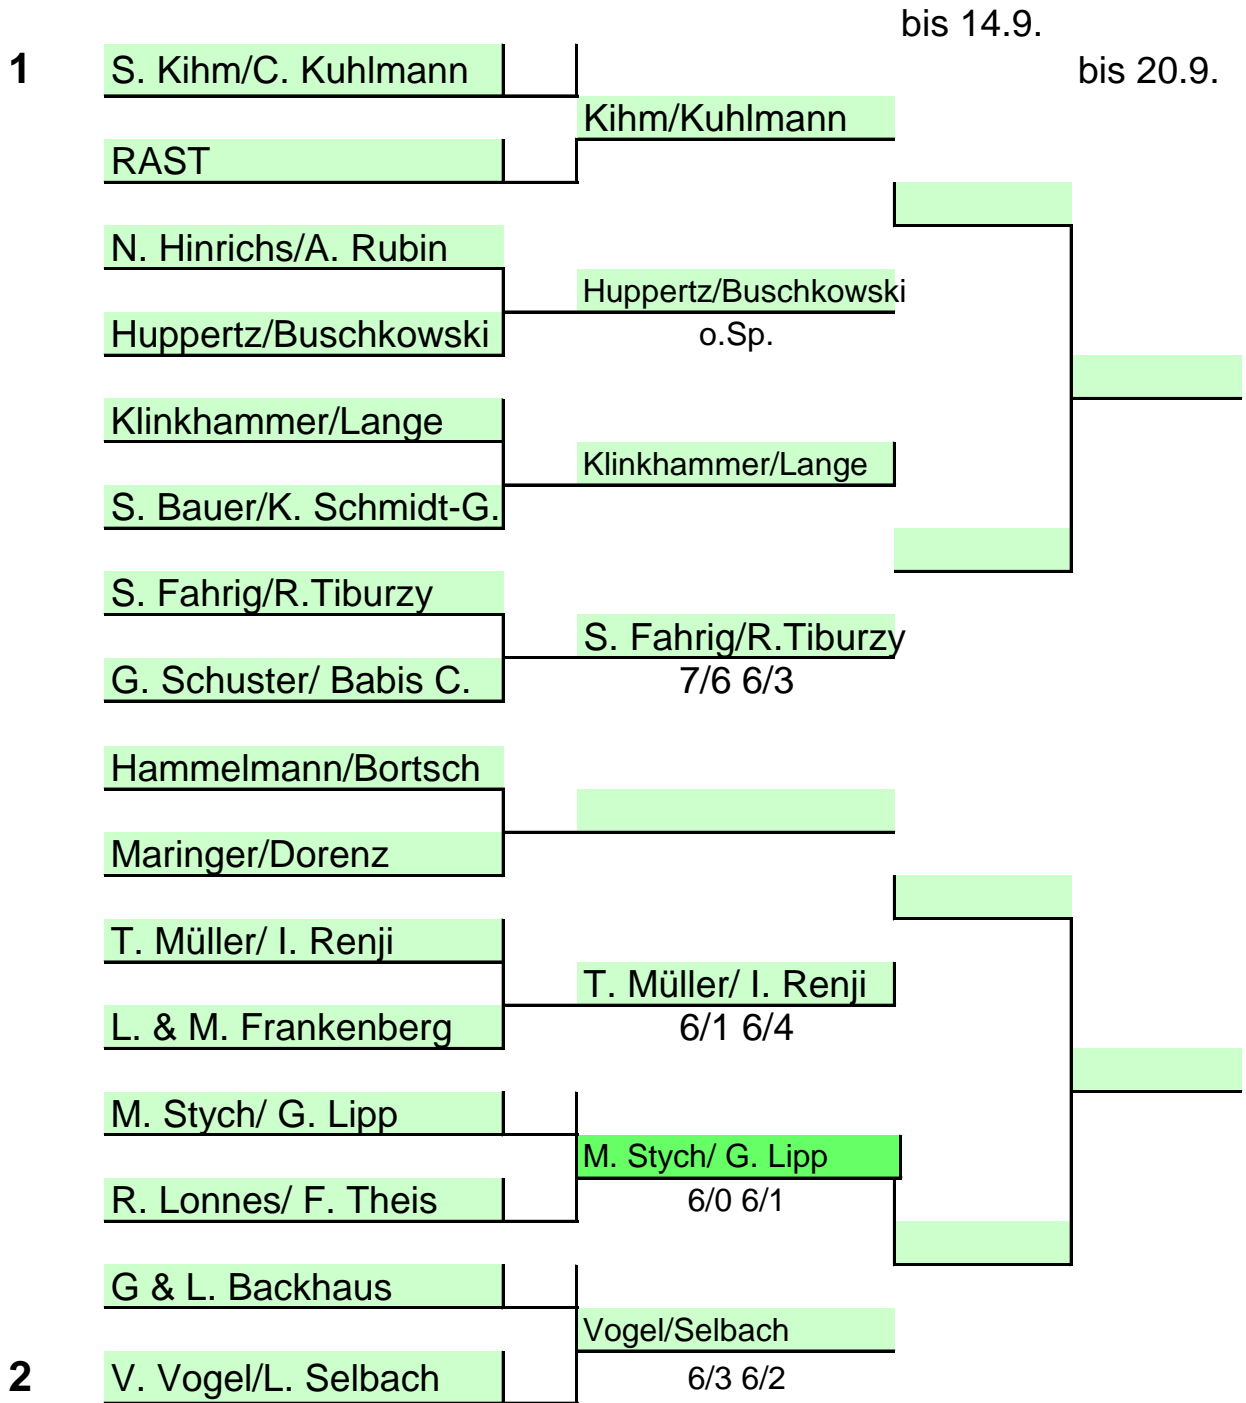 bis 14.9.
1 S. Kihm/C. Kuhlmann bis 20.9.
Kihm/Kuhlmann
RAST
N. Hinrichs/A. Rubin
Huppertz/Buschkowski
Huppertz/Buschkowski o.Sp.
Klinkhammer/Lange
Klinkhammer/Lange
S. Bauer/K. Schmidt-G.
S. Fahrig/R.Tiburzy
S. Fahrig/R.Tiburzy
G. Schuster/ Babis C. 7/6 6/3
Hammelmann/Bortsch
Maringer/Dorenz
T. Müller/ I. Renji
T. Müller/ I. Renji
L. & M. Frankenberg 6/1 6/4
M. Stych/ G. Lipp
M. Stych/ G. Lipp
R. Lonnes/ F. Theis 6/0 6/1
G & L. Backhaus
Vogel/Selbach
2 V. Vogel/L. Selbach 6/3 6/2